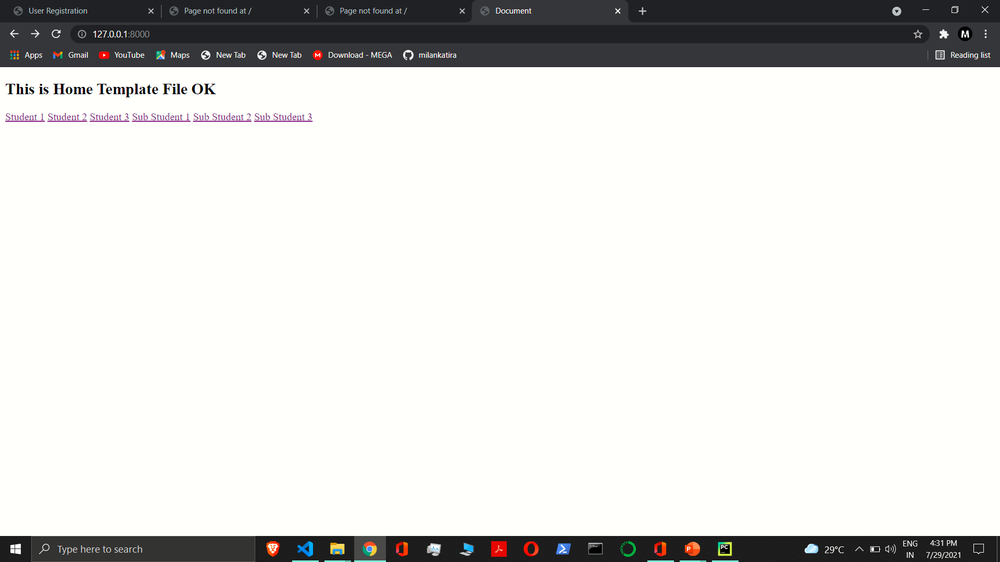 User Registration Page not found at / Page not found at / Document
127.0.0.1:8000
Apps Gmail YouTube Maps New Tab New Tab Download - MEGA milankatira Reading list
This is Home Template File OK
Student 1 Student 2 Student 3 Sub Student 1 Sub Student 2 Sub Student 3
Type here to search
29°C
ENG
IN
4:31 PM
7/29/2021